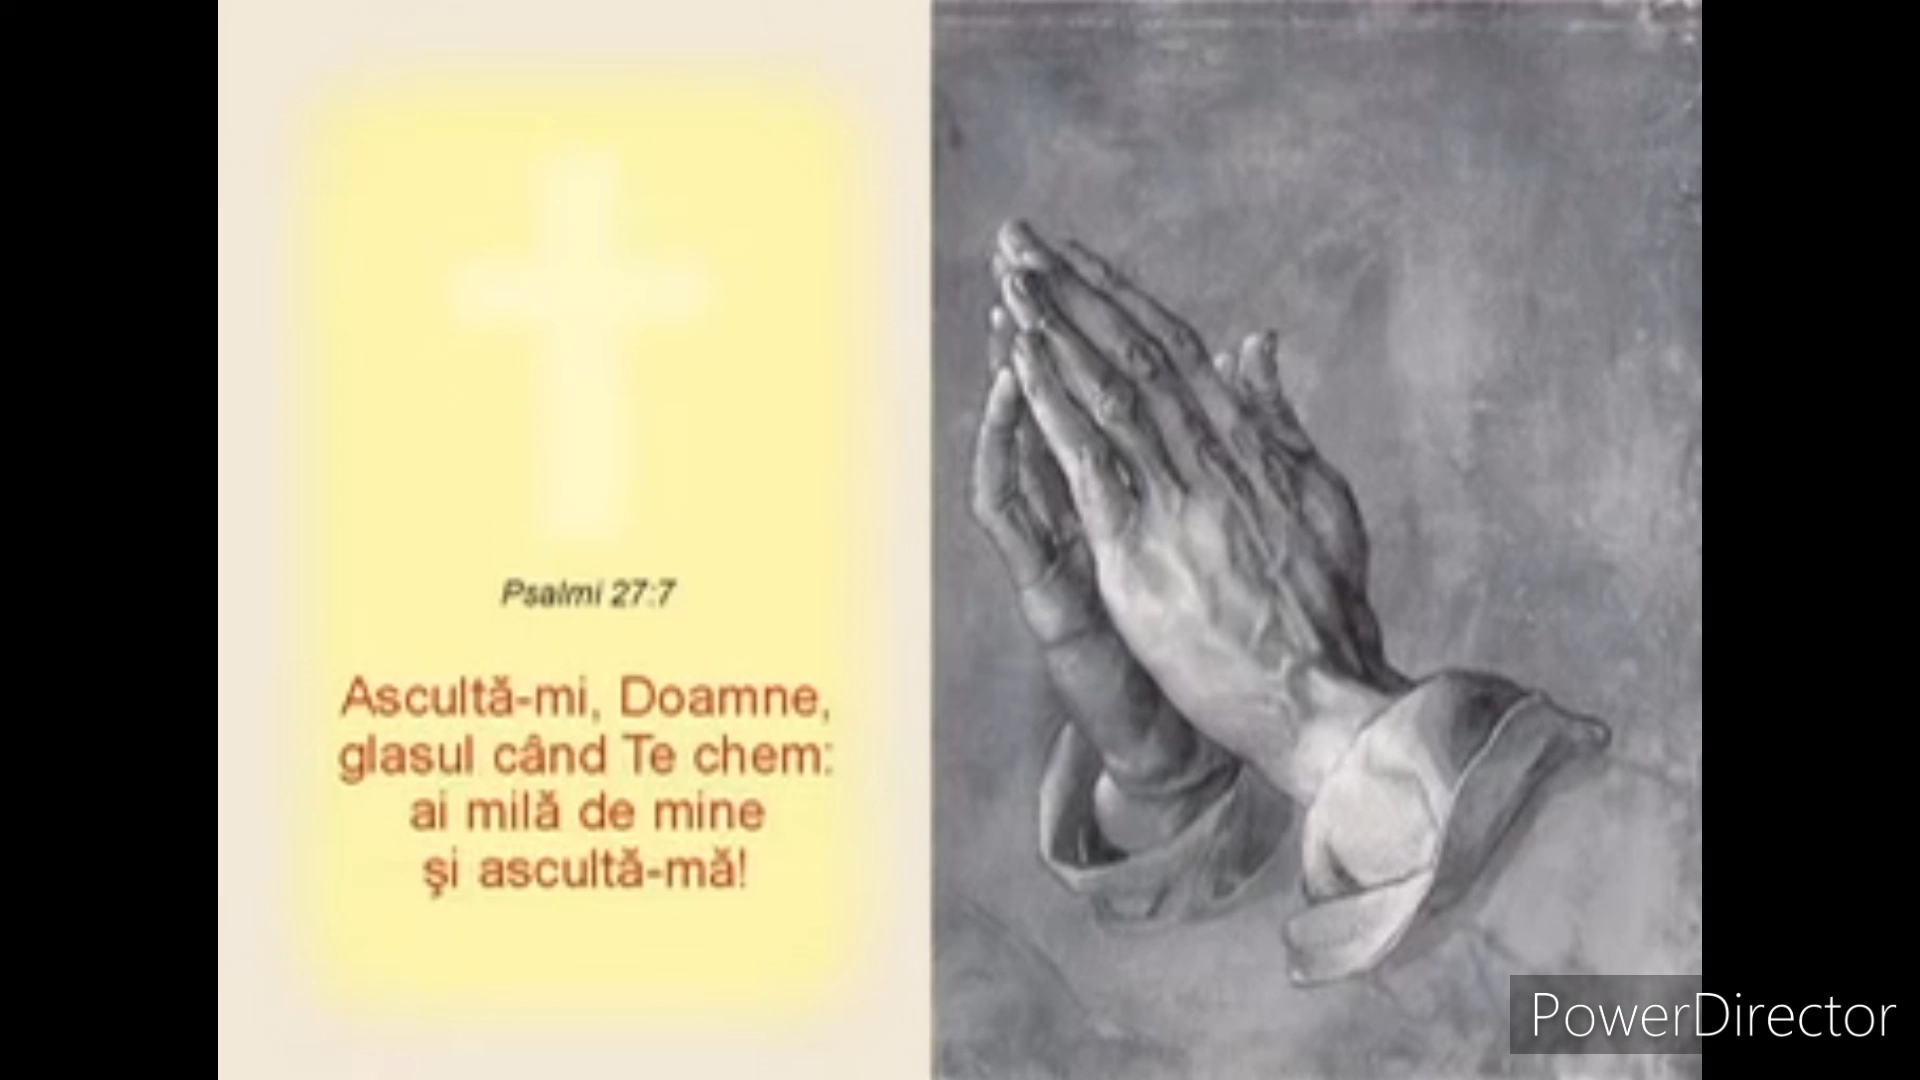 Psalmi 27:7
Ascultă-mi, Doamne,
glasul când Te chem:
ai milă de mine
şi ascultă-mă!
PowerDirector